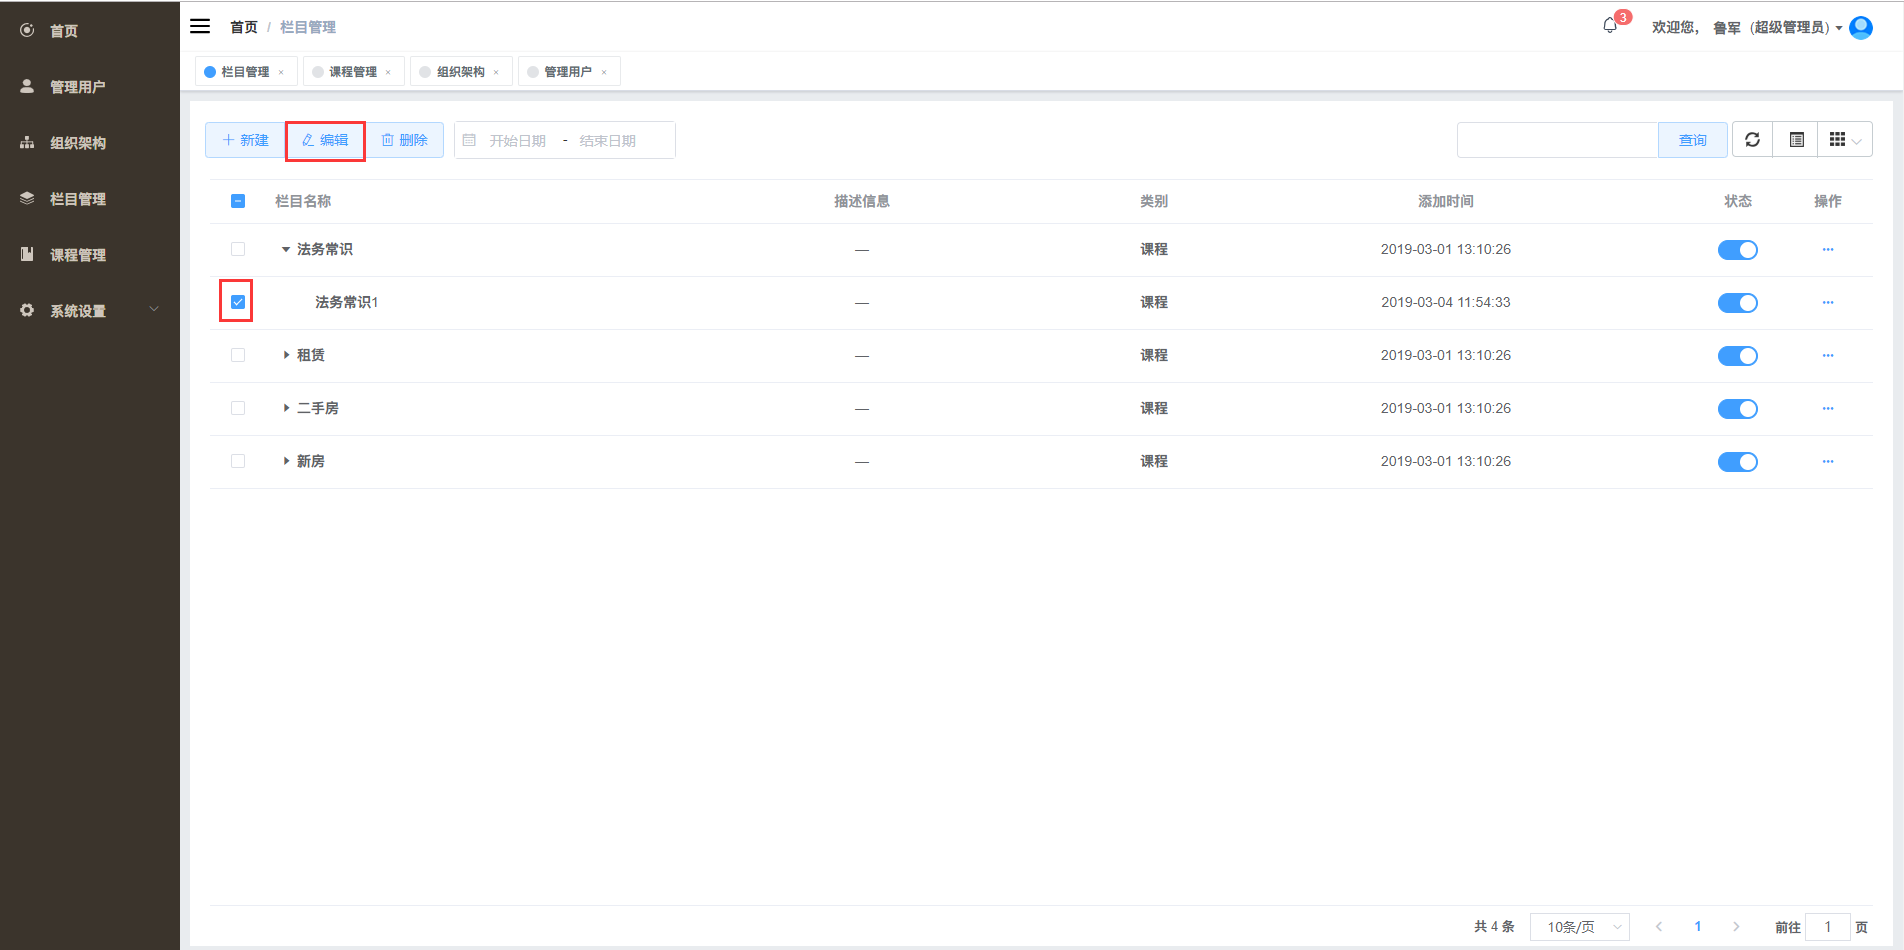 首页
管理用户
组织架构
栏目管理
课程管理
系统设置
首页 / 栏目管理
3
欢迎您， 鲁军（超级管理员）
栏目管理 × 课程管理 × 组织架构 × 管理用户 ×
新建 编辑 删除 开始日期 - 结束日期 查询
栏目名称 描述信息 类别 添加时间 状态 操作
法务常识 — 课程 2019-03-01 13:10:26
法务常识1 — 课程 2019-03-04 11:54:33
租赁 — 课程 2019-03-01 13:10:26
二手房 — 课程 2019-03-01 13:10:26
新房 — 课程 2019-03-01 13:10:26
共 4 条 10条/页 1 前往 1 页